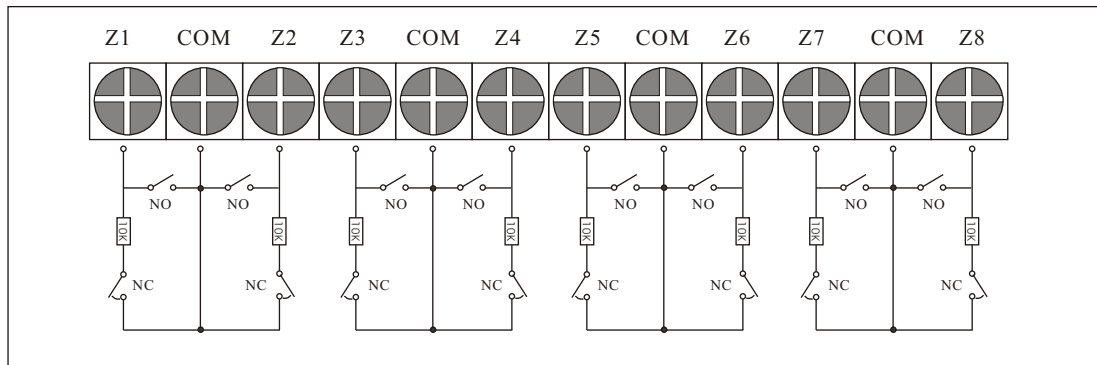 Z1 COM Z2 Z3 COM Z4 Z5 COM Z6 Z7 COM Z8
NO NO NO NO NO NO NO NO
10K 10K 10K 10K 10K 10K 10K 10K
NC NC NC NC NC NC NC NC